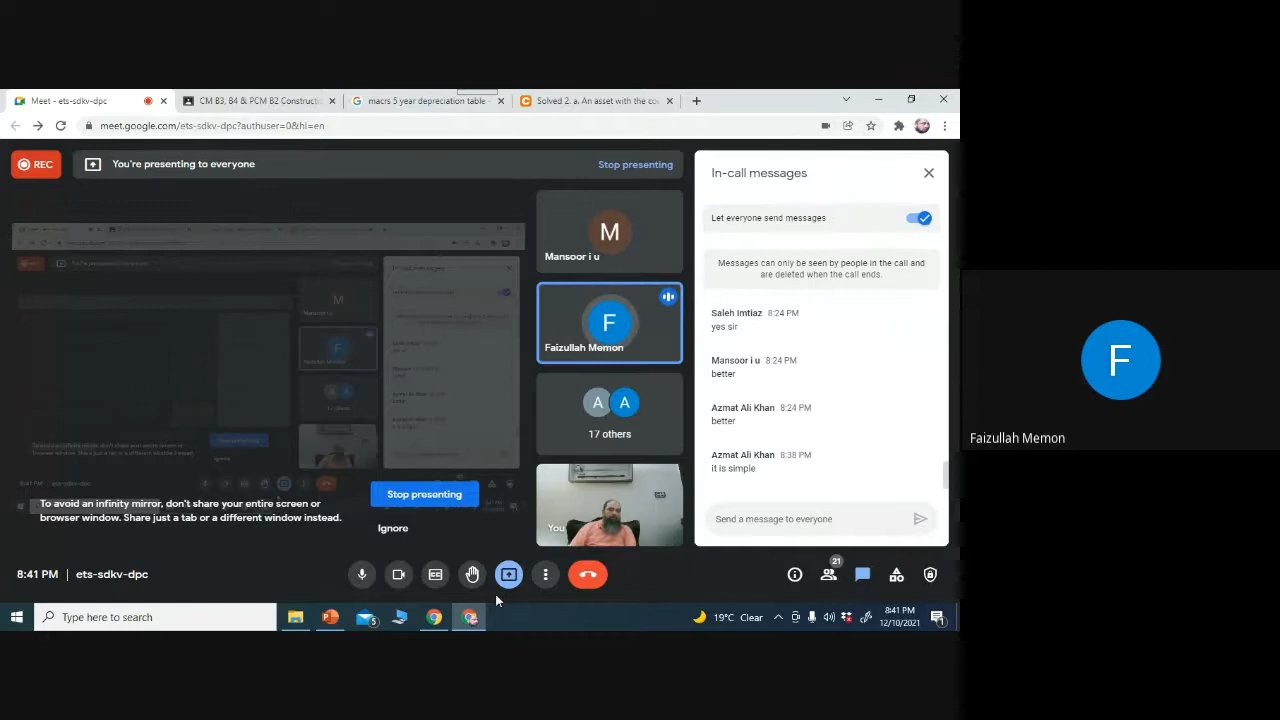 Meet - ets-sdkv-dpc
CM B3, B4 & PCM B2 Constructi
macrs 5 year depreciation table -
Solved 2. a. An asset with the co
meet.google.com/ets-sdkv-dpc?authuser=0&hl=en
REC
You're presenting to everyone
Stop presenting
M
Mansoor i u
F
Faizullah Memon
A A
17 others
You
To avoid an infinity mirror, don't share your entire screen or
browser window. Share just a tab or a different window instead.
Stop presenting
Ignore
In-call messages
Let everyone send messages
Messages can only be seen by people in the call and
are deleted when the call ends.
Saleh Imtiaz 8:24 PM
yes sir
Mansoor i u 8:24 PM
better
Azmat Ali Khan 8:24 PM
better
Azmat Ali Khan 8:38 PM
it is simple
Send a message to everyone
8:41 PM | ets-sdkv-dpc
21
Type here to search
5
19°C Clear
8:41 PM
12/10/2021
1
F
Faizullah Memon